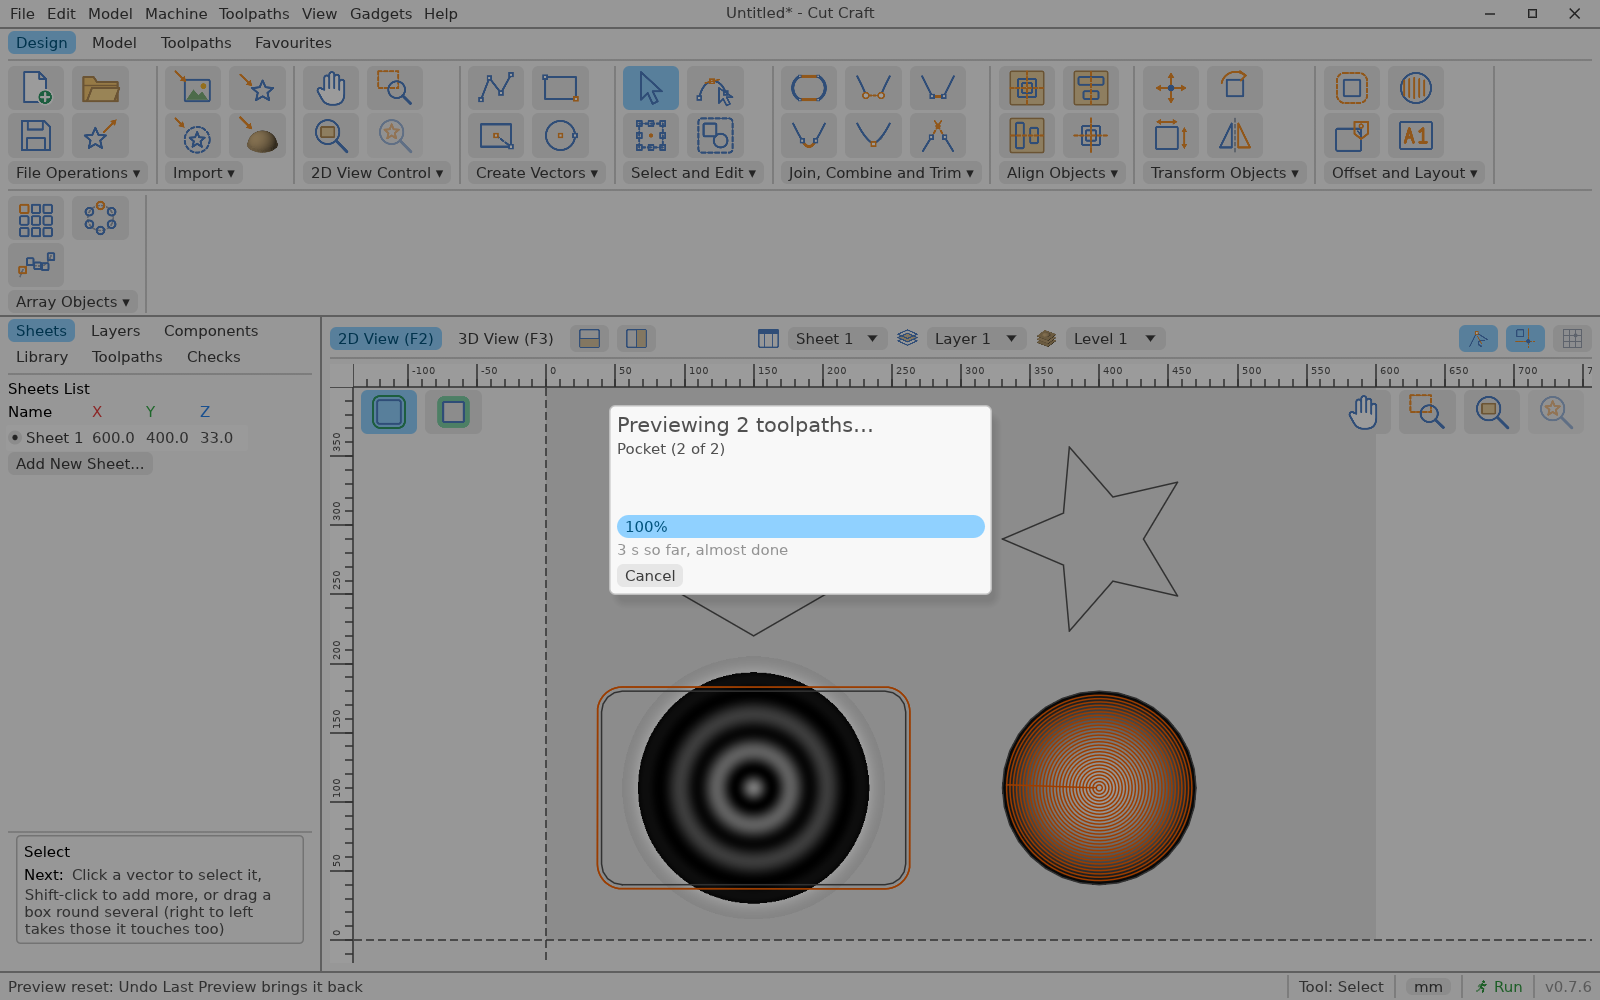 File Edit Model Machine Toolpaths View Gadgets Help
Untitled* - Cut Craft
Design Model Toolpaths Favourites
File Operations ▾
Import ▾
2D View Control ▾
Create Vectors ▾
Select and Edit ▾
Join, Combine and Trim ▾
Align Objects ▾
Transform Objects ▾
A1
Offset and Layout ▾
Array Objects ▾
Sheets Layers Components
Library Toolpaths Checks
Sheets List
Name X Y Z
Sheet 1 600.0 400.0 33.0
Add New Sheet...
Select
Next: Click a vector to select it,
Shift-click to add more, or drag a
box round several (right to left
takes those it touches too)
2D View (F2) 3D View (F3)
Sheet 1 Layer 1 Level 1
-100 -50 0 50 100 150 200 250 300 350 400 450 500 550 600 650 700 7
350
300
250
200
150
100
50
0
Previewing 2 toolpaths...
Pocket (2 of 2)
100%
3 s so far, almost done
Cancel
Preview reset: Undo Last Preview brings it back
Tool: Select mm Run v0.7.6